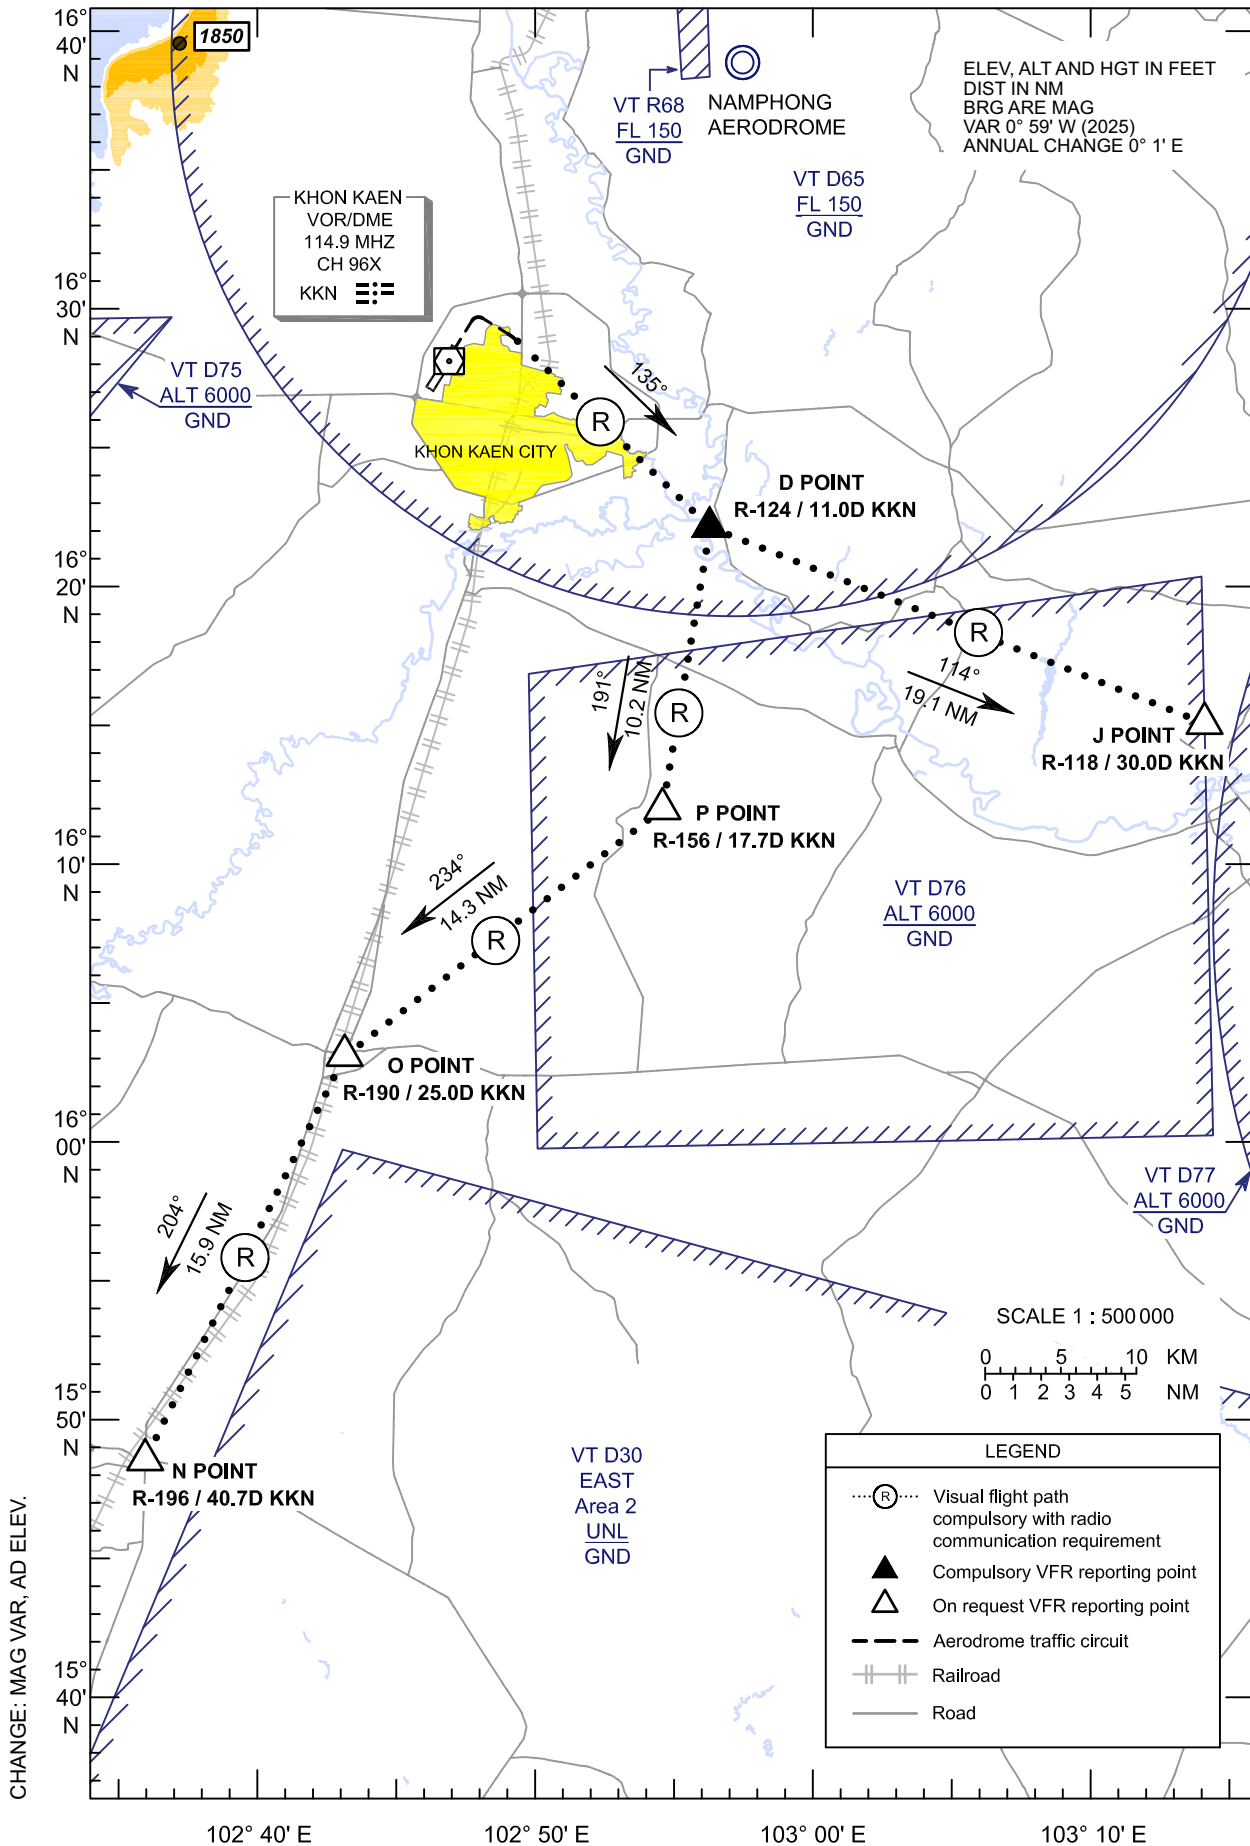 16°
40'
N
1850
VT R68
FL 150
GND
NAMPHONG
AERODROME
ELEV, ALT AND HGT IN FEET
DIST IN NM
BRG ARE MAG
VAR 0° 59' W (2025)
ANNUAL CHANGE 0° 1' E
VT D65
FL 150
GND
KHON KAEN
VOR/DME
114.9 MHZ
CH 96X
KKN
16°
30'
N
VT D75
ALT 6000
GND
135°
R
KHON KAEN CITY
D POINT
R-124 / 11.0D KKN
16°
20'
N
R
114°
19.1 NM
191°
10.2 NM
R
J POINT
R-118 / 30.0D KKN
P POINT
R-156 / 17.7D KKN
16°
10'
N
234°
14.3 NM
R
VT D76
ALT 6000
GND
O POINT
R-190 / 25.0D KKN
16°
00'
N
VT D77
ALT 6000
GND
204°
15.9 NM
R
SCALE 1 : 500 000
0 5 10 KM
0 1 2 3 4 5 NM
15°
50'
N
N POINT
R-196 / 40.7D KKN
VT D30
EAST
Area 2
UNL
GND
LEGEND
R Visual flight path
compulsory with radio
communication requirement
Compulsory VFR reporting point
On request VFR reporting point
Aerodrome traffic circuit
Railroad
Road
15°
40'
N
CHANGE: MAG VAR, AD ELEV.
102° 40' E
102° 50' E
103° 00' E
103° 10' E